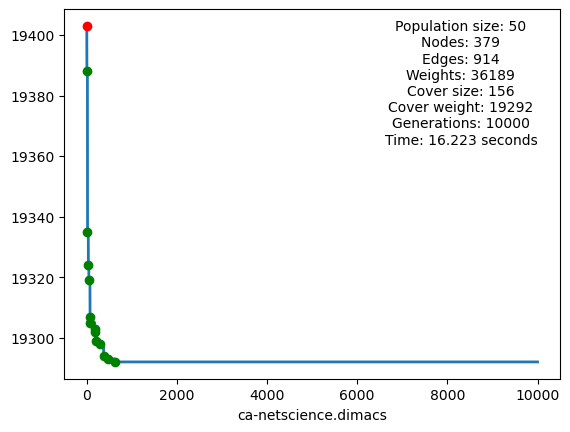 19400
19380
19360
19340
19320
19300
Population size: 50
Nodes: 379
Edges: 914
Weights: 36189
Cover size: 156
Cover weight: 19292
Generations: 10000
Time: 16.223 seconds
0 2000 4000 6000 8000 10000
ca-netscience.dimacs